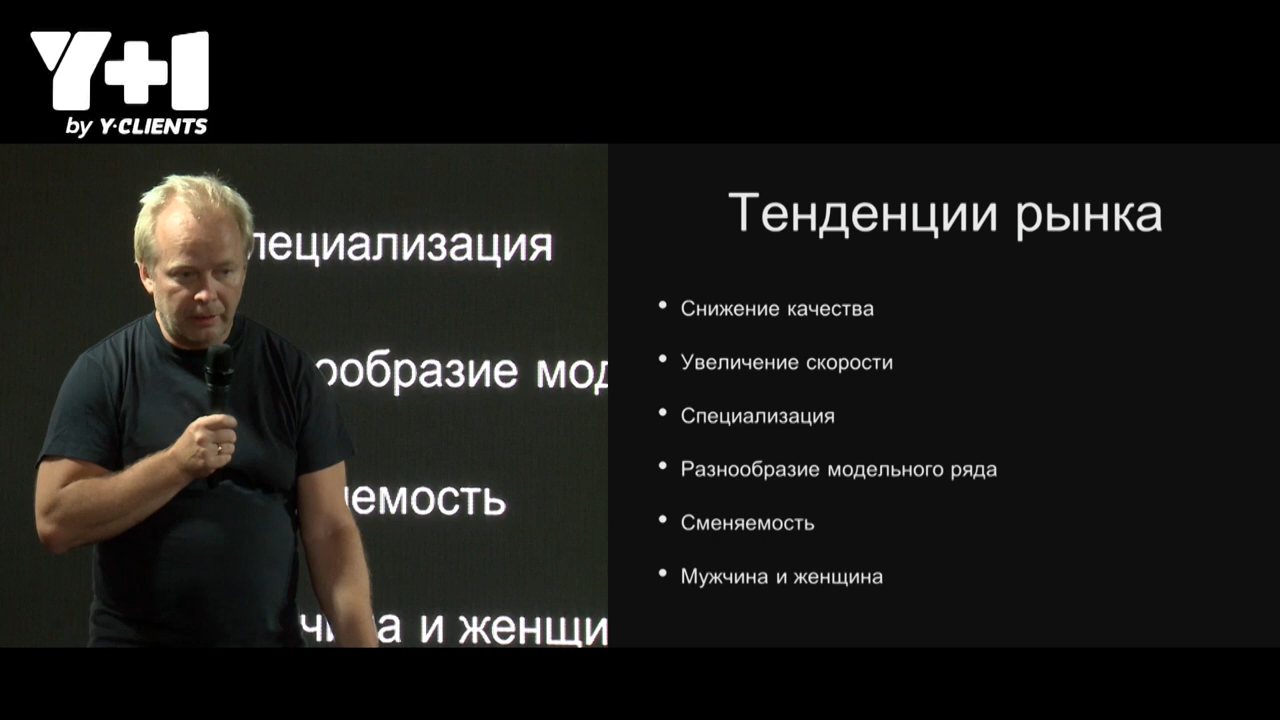 Y+1
by Y·CLIENTS
пециализация
ообразие мод
емость
и женщи
Тенденции рынка
• Снижение качества
• Увеличение скорости
• Специализация
• Разнообразие модельного ряда
• Сменяемость
• Мужчина и женщина